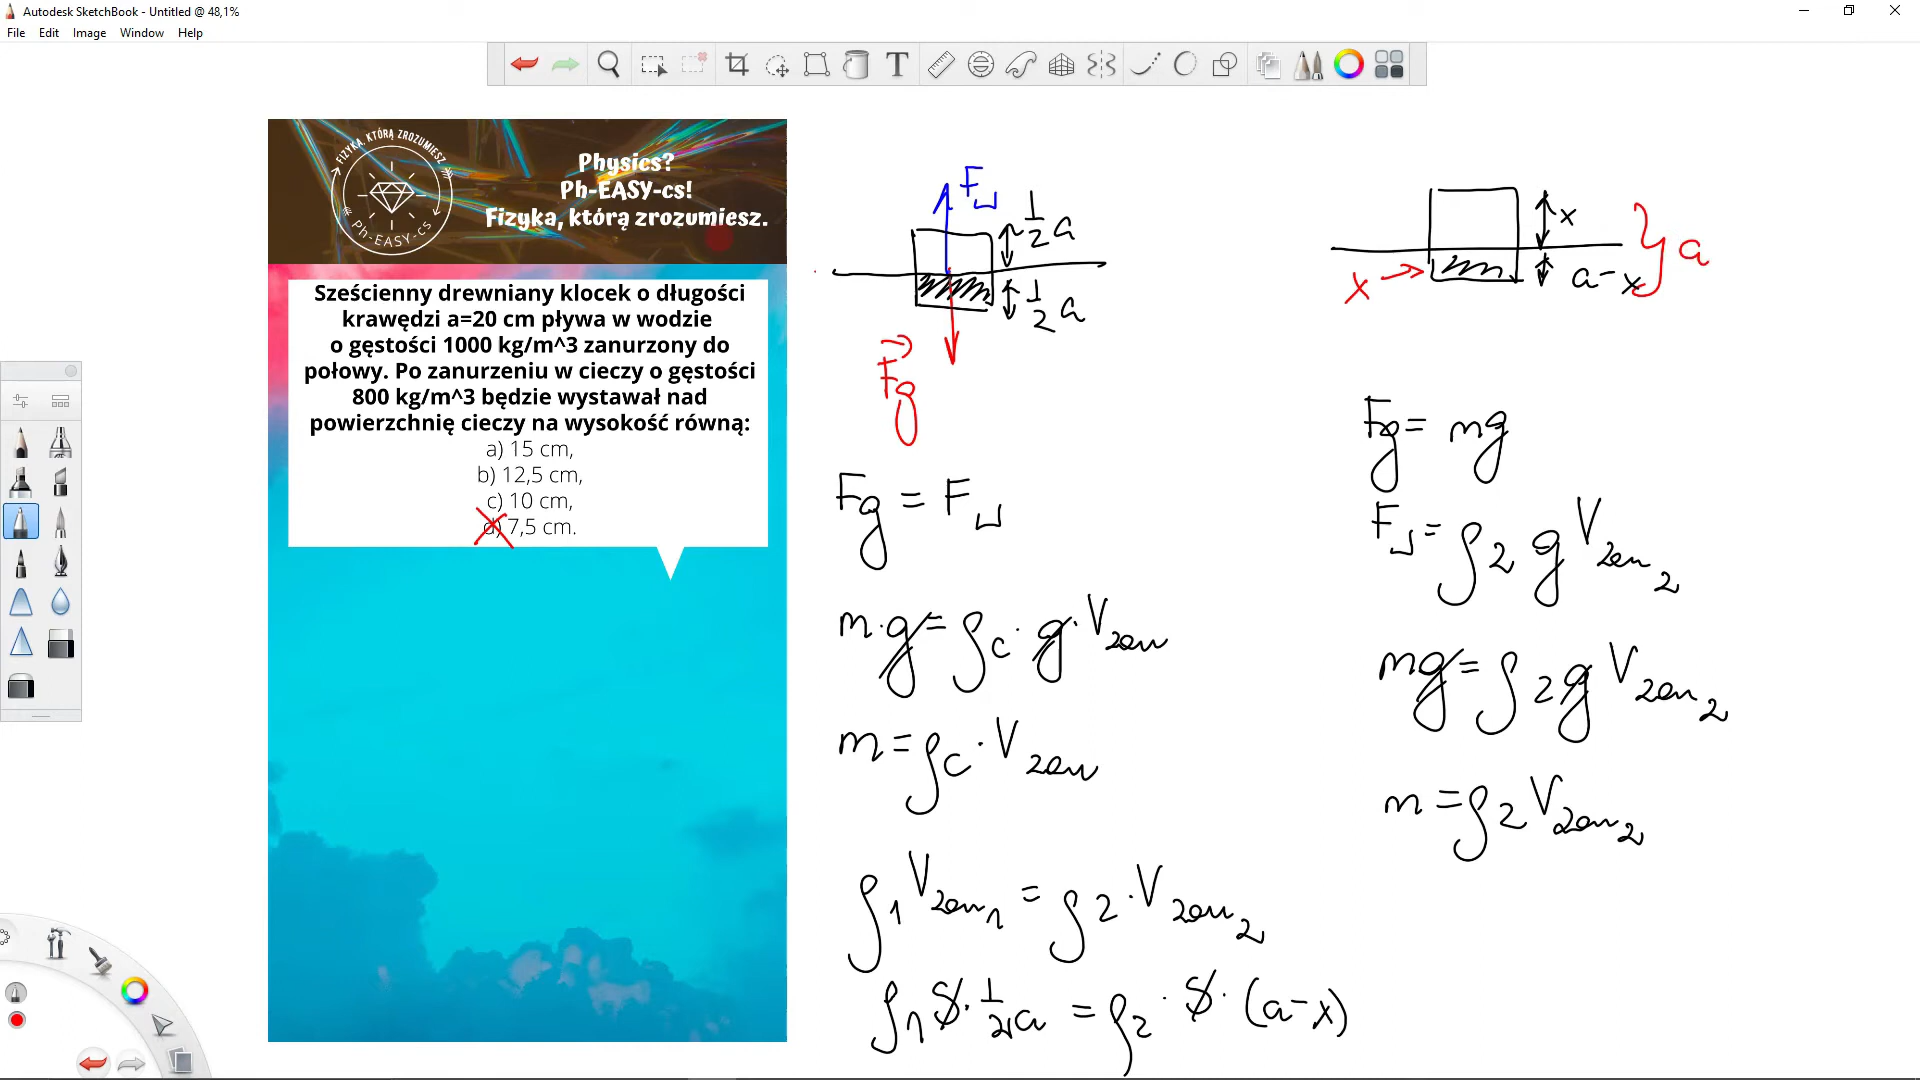 Autodesk SketchBook - Untitled @ 48,1%
File Edit Image Window Help
T
FIZYKA, KTÓRĄ ZROZUMIESZ
Ph-EASY-cs
Physics?
Ph-EASY-cs!
Fizyka, którą zrozumiesz.
Sześcienny drewniany klocek o długości
krawędzi a=20 cm pływa w wodzie
o gęstości 1000 kg/m^3 zanurzony do
połowy. Po zanurzeniu w cieczy o gęstości
800 kg/m^3 będzie wystawał nad
powierzchnię cieczy na wysokość równą:
a) 15 cm,
b) 12,5 cm,
c) 10 cm,
d) 7,5 cm.
Fw
1/2 a
1/2 a
Fg
Fg = Fw
m·g = ρc·g·Vzan
m = ρc·Vzan
ρ1 Vzan1 = ρ2·Vzan2
ρ1 S·1/2a = ρ2·S·(a-x)
x
a-x
a
x
Fg = mg
Fw = ρ2 g Vzan2
mg = ρ2 g Vzan2
m = ρ2 Vzan2